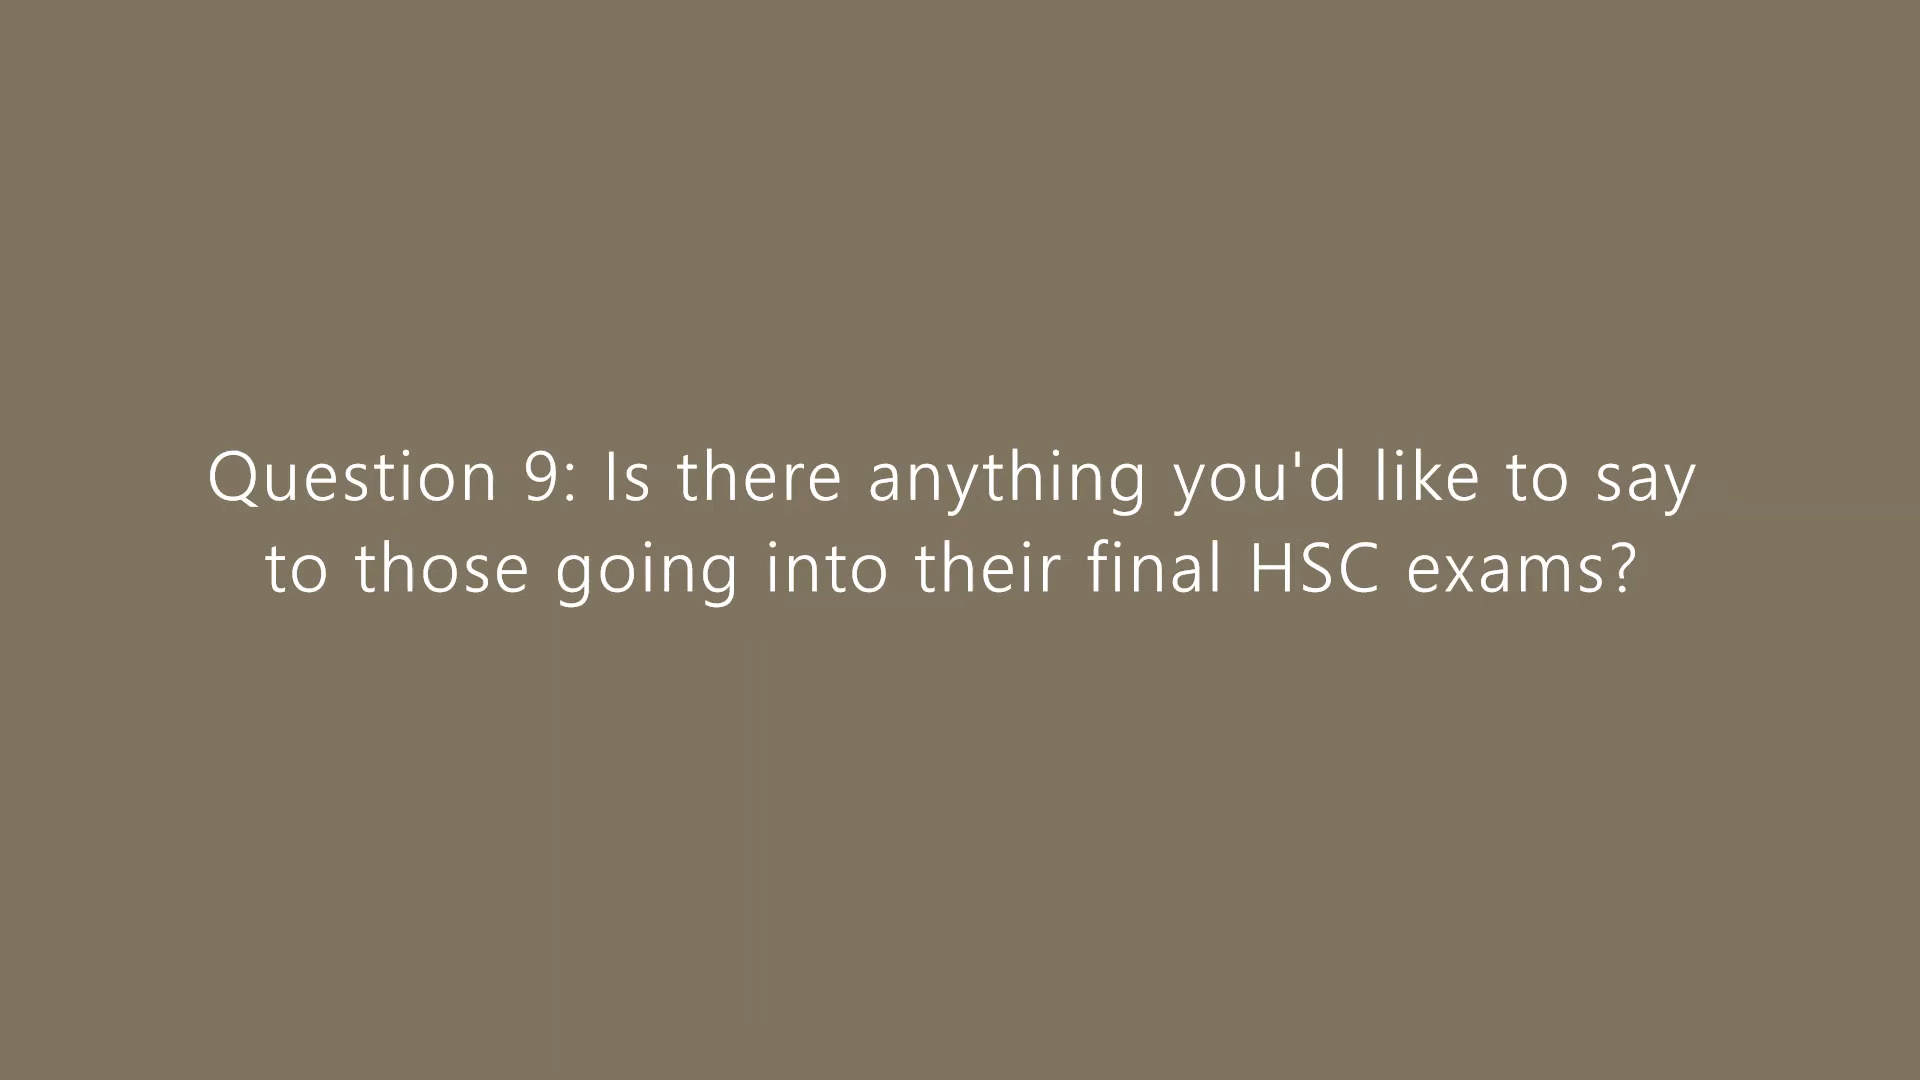 Question 9: Is there anything you'd like to say
to those going into their final HSC exams?